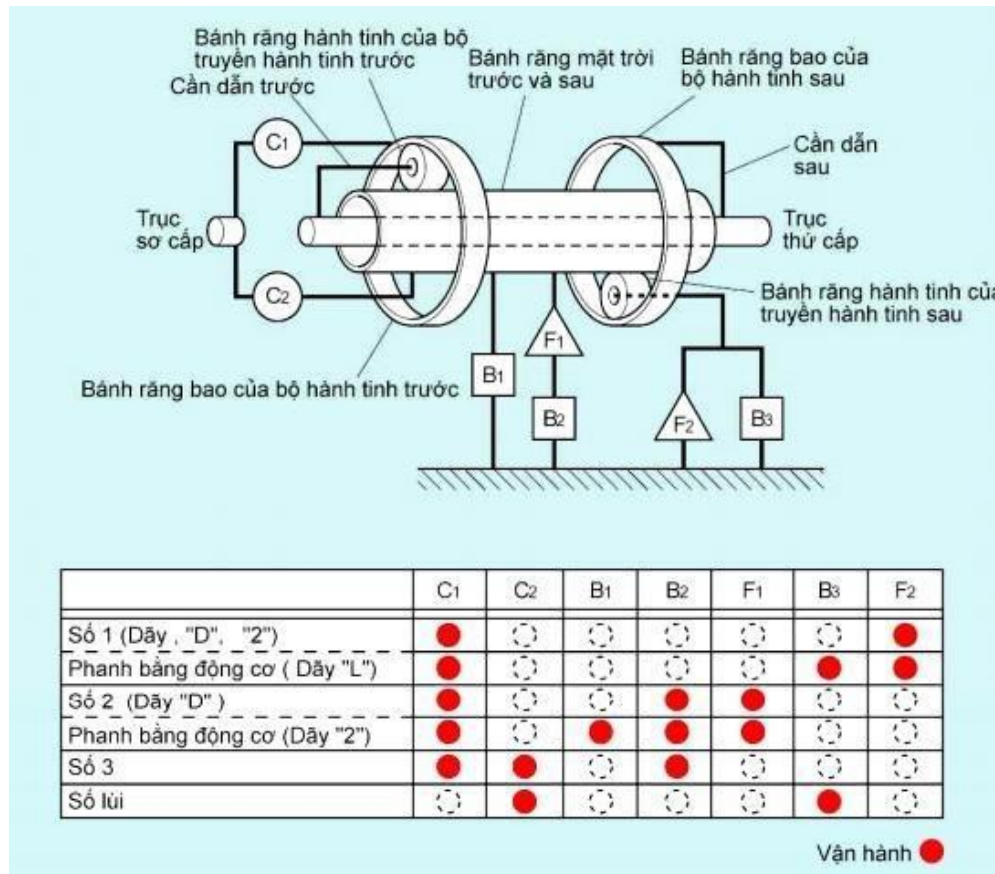 Bánh răng hành tinh của bộ
truyền hành tinh trước
Cần dẫn trước
Bánh răng mặt trời
trước và sau
Bánh răng bao của
bộ hành tinh sau
C1
Cần dẫn
sau
Trục
sơ cấp
Trục
thứ cấp
C2
Bánh răng hành tinh của
truyền hành tinh sau
F1
Bánh răng bao của bộ hành tinh trước
B1
B2
F2
B3
C1 C2 B1 B2 F1 B3 F2
Số 1 (Dãy , "D", "2")
Phanh bằng động cơ ( Dãy "L")
Số 2 (Dãy "D" )
Phanh bằng động cơ (Dãy "2")
Số 3
Số lùi
Vận hành